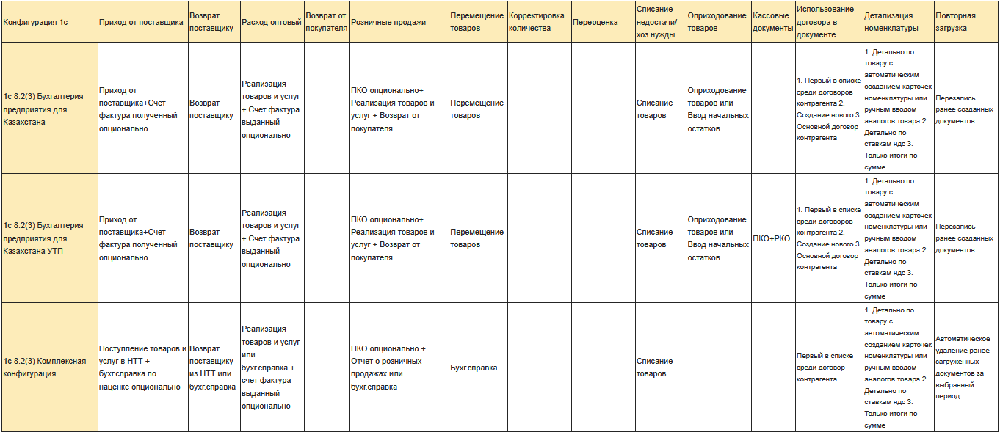 Конфигурация 1с
Приход от поставщика
Возврат
поставщику
Расход оптовый
Возврат от
покупателя
Розничные продажи
Перемещение
товаров
Корректировка
количества
Переоценка
Списание
недостачи/
хоз.нужды
Оприходование
товаров
Кассовые
документы
Использование
договора в
документе
Детализация
номенклатуры
Повторная
загрузка
1с 8.2(3) Бухгалтерия
предприятия для
Казахстана
Приход от
поставщика+Счет
фактура полученный
опционально
Возврат
поставщику
Реализация
товаров и услуг
+ Счет фактура
выданный
опционально
ПКО опционально+
Реализация товаров и
услуг + Возврат от
покупателя
Перемещение
товаров
Списание
товаров
Оприходование
товаров или
Ввод начальных
остатков
1. Первый в списке
среди договоров
контрагента 2.
Создание нового 3.
Основной договор
контрагента
1. Детально по
товару с
автоматическим
созданием карточек
номенклатуры или
ручным вводом
аналогов товара 2.
Детально по
ставкам ндс 3.
Только итоги по
сумме
Перезапись
ранее созданных
документов
1с 8.2(3) Бухгалтерия
предприятия для
Казахстана УТП
Приход от
поставщика+Счет
фактура полученный
опционально
Возврат
поставщику
Реализация
товаров и услуг
+ Счет фактура
выданный
опционально
ПКО опционально+
Реализация товаров и
услуг + Возврат от
покупателя
Перемещение
товаров
Списание
товаров
Оприходование
товаров или
Ввод начальных
остатков
ПКО+РКО
1. Первый в списке
среди договоров
контрагента 2.
Создание нового 3.
Основной договор
контрагента
1. Детально по
товару с
автоматическим
созданием карточек
номенклатуры или
ручным вводом
аналогов товара 2.
Детально по
ставкам ндс 3.
Только итоги по
сумме
Перезапись
ранее созданных
документов
1с 8.2(3) Комплексная
конфигурация
Поступление товаров и
услуг в НТТ +
бухг.справка по
наценке опционально
Возврат
поставщику
из НТТ или
бухг.справка
Реализация
товаров и услуг
или
бухг.справка +
счет фактура
выданный
опционально
ПКО опционально +
Отчет о розничных
продажах или
бухг.справка
Бухг.справка
Списание
товаров
Первый в списке
среди договор
контрагента
1. Детально по
товару с
автоматическим
созданием карточек
номенклатуры или
ручным вводом
аналогов товара 2.
Детально по
ставкам ндс 3.
Только итоги по
сумме
Автоматическое
удаление ранее
загруженных
документов за
выбранный
период